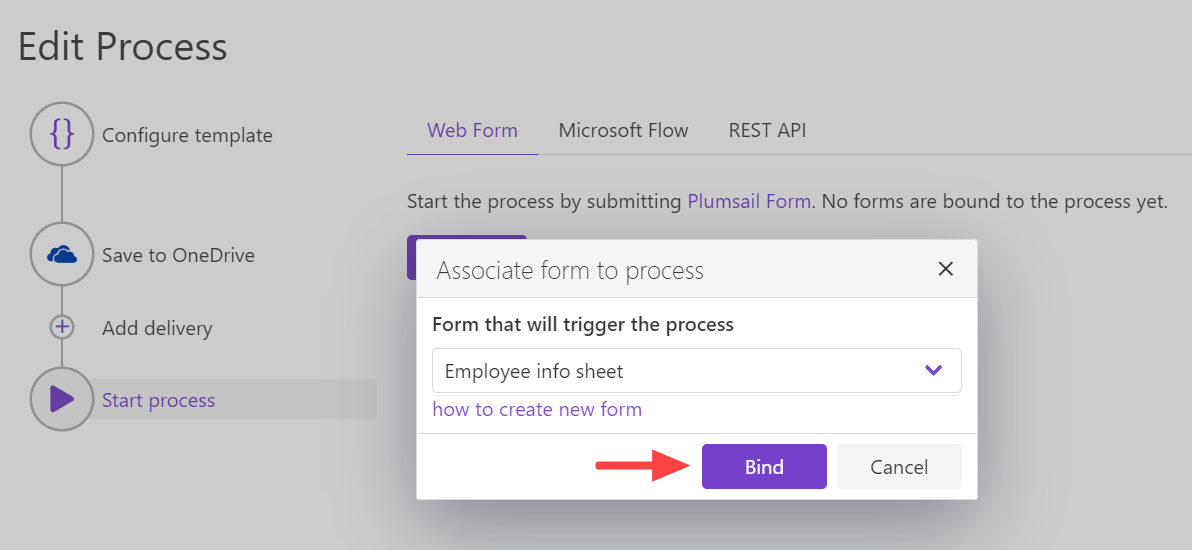 Edit Process
{}
Configure template
Save to OneDrive
Add delivery
Start process
Web Form
Microsoft Flow
REST API
Start the process by submitting Plumsail Form. No forms are bound to the process yet.
Associate form to process
Form that will trigger the process
Employee info sheet
how to create new form
Bind
Cancel